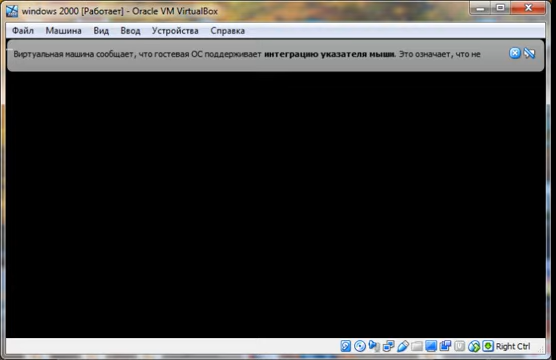 windows 2000 [Работает] - Oracle VM VirtualBox
Файл Машина Вид Ввод Устройства Справка
Виртуальная машина сообщает, что гостевая ОС поддерживает интеграцию указателя мыши. Это означает, что не
Right Ctrl